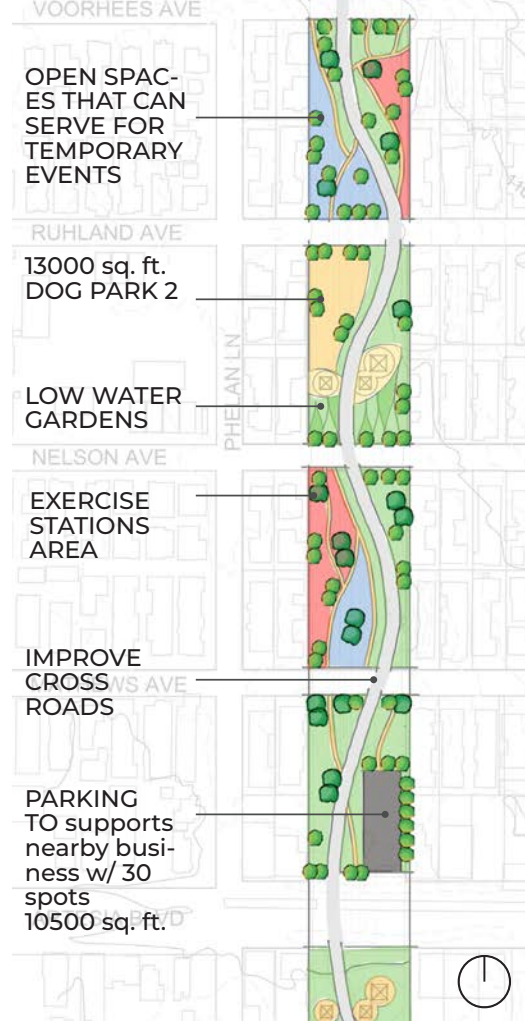 VOORHEES AVE
OPEN SPAC-
ES THAT CAN
SERVE FOR
TEMPORARY
EVENTS
RUHLAND AVE
13000 sq. ft.
DOG PARK 2
PHELAN LN
LOW WATER
GARDENS
NELSON AVE
EXERCISE
STATIONS
AREA
IMPROVE
CROSS
ROADS
PARKING
TO supports
nearby busi-
ness w/ 30
spots
10500 sq. ft.